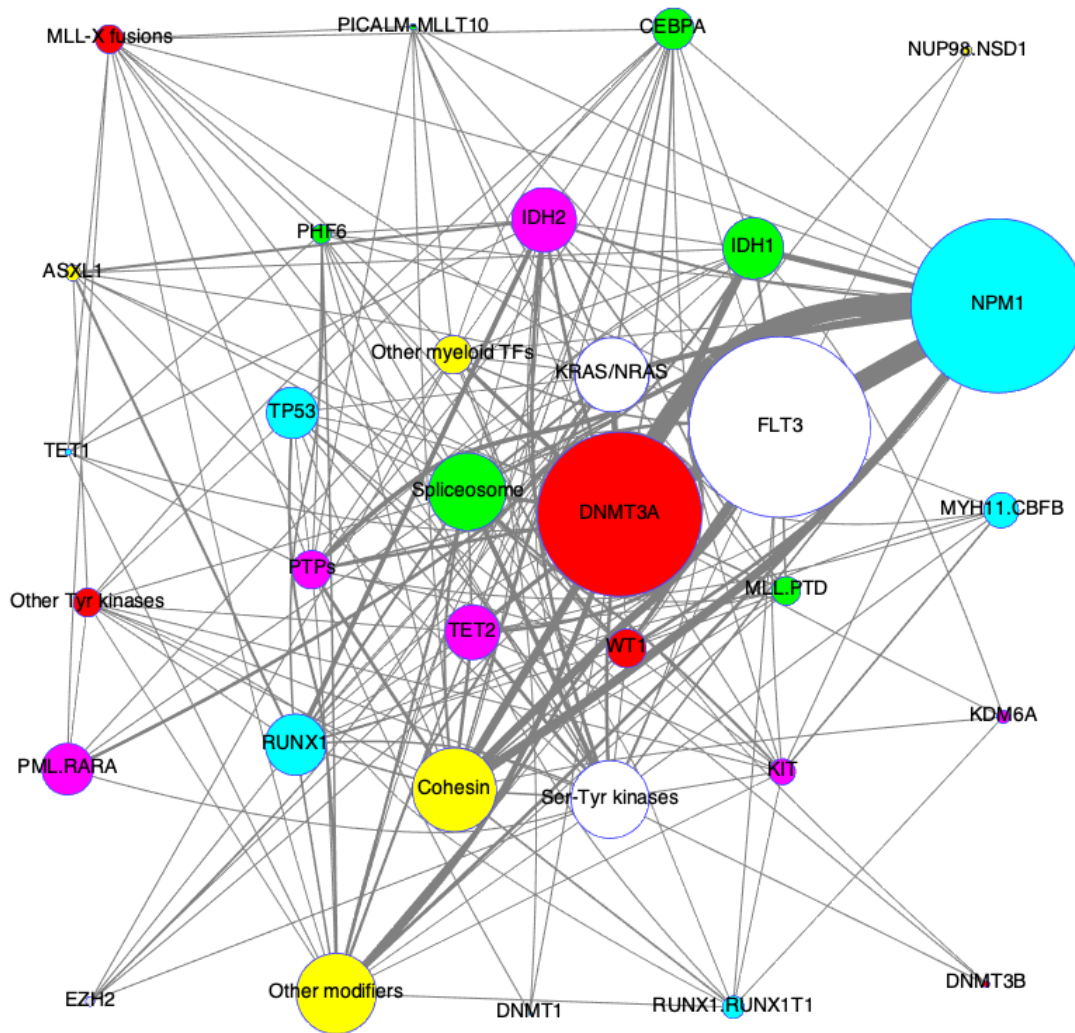 PICALM-MLLT10
CEBPA
MLL-X fusions
NUP98.NSD1
IDH2
PHF6
IDH1
ASXL1
NPM1
Other myeloid TFs
KRAS/NRAS
TP53
FLT3
TET1
Spliceosome
MYH11.CBFB
DNMT3A
PTPs
MLL.PTD
Other Tyr kinases
TET2
WT1
KDM6A
RUNX1
PML.RARA
KIT
Cohesin
Ser-Tyr kinases
DNMT3B
Other modifiers
EZH2
DNMT1
RUNX1.RUNX1T1